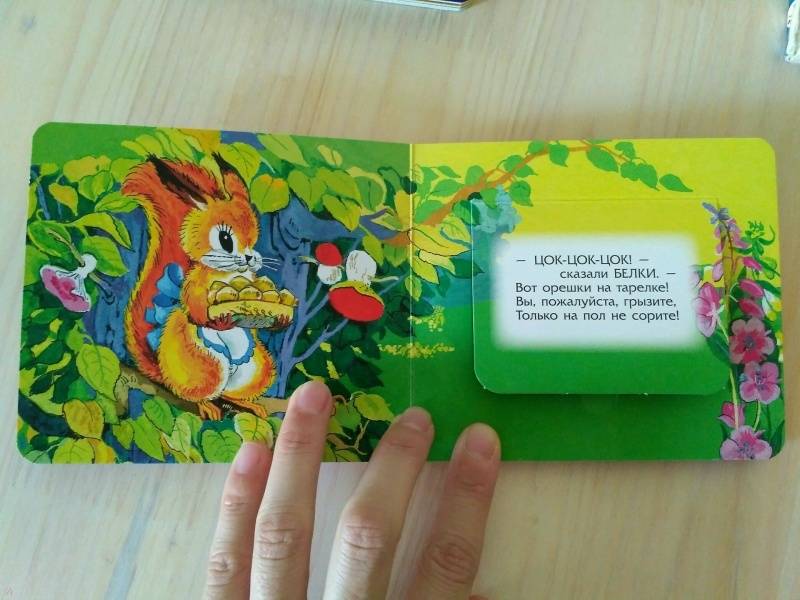 — ЦОК-ЦОК-ЦОК! —
сказали БЕЛКИ. —
Вот орешки на тарелке!
Вы, пожалуйста, грызите,
Только на пол не сорите!